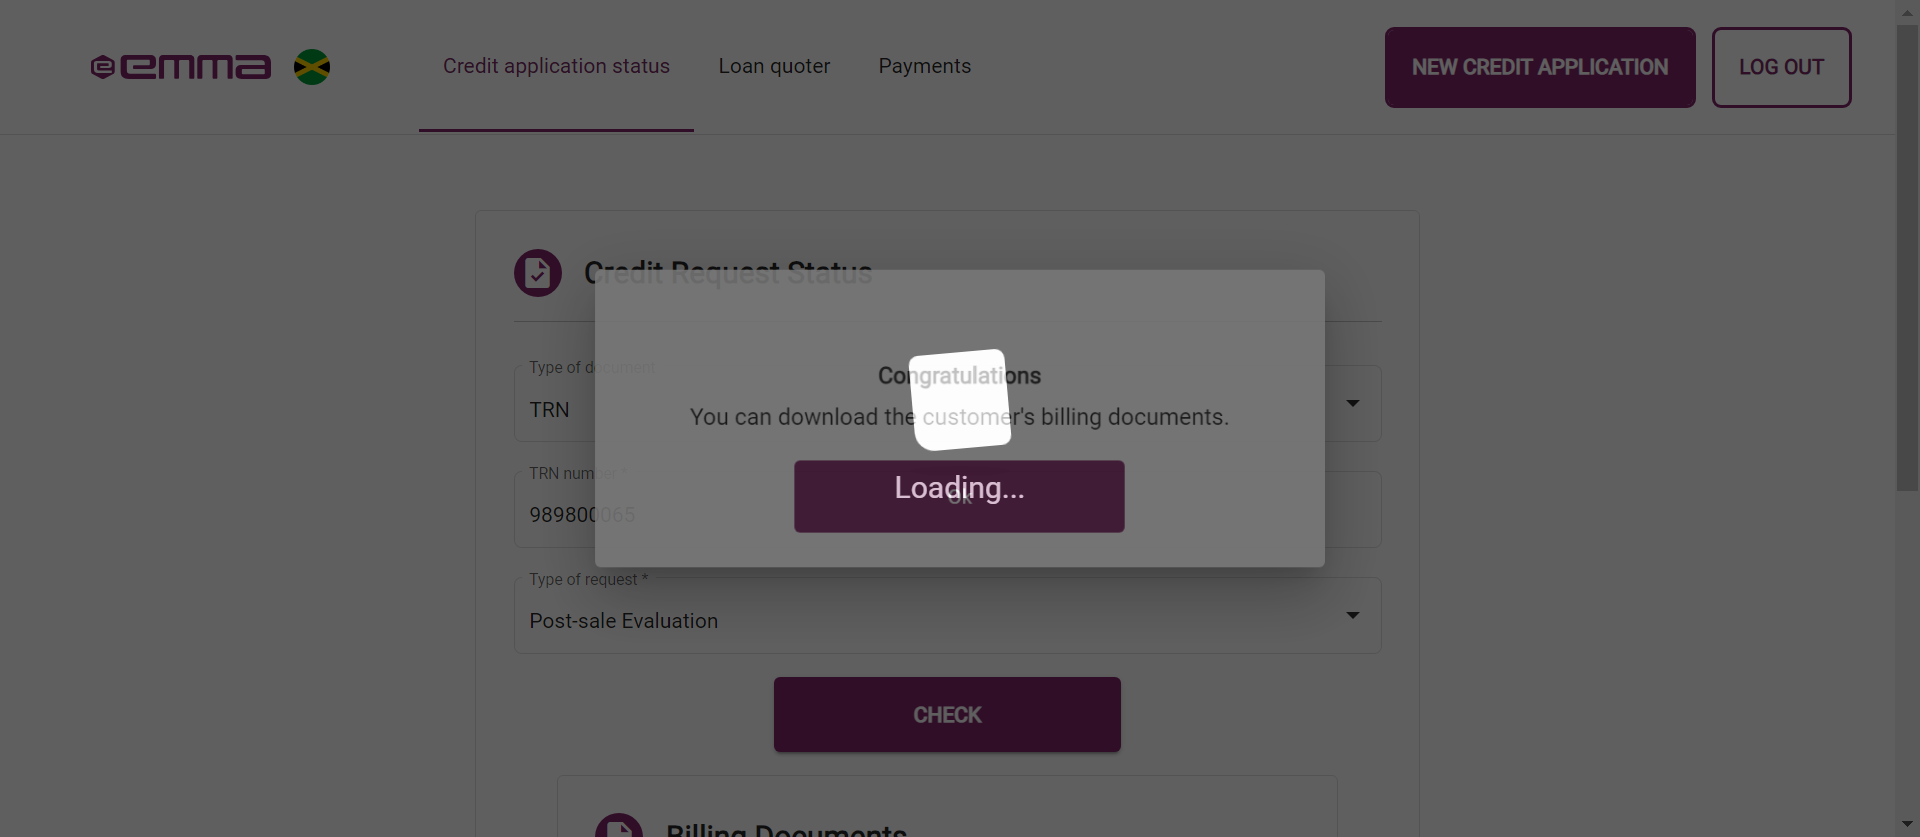 emma
Credit application status
Loan quoter
Payments
NEW CREDIT APPLICATION
LOG OUT
Credit Request Status
Type of document
TRN
Congratulations
You can download the customer's billing documents.
Loading...
Ok
TRN number *
989800065
Type of request *
Post-sale Evaluation
CHECK
Billing Documents